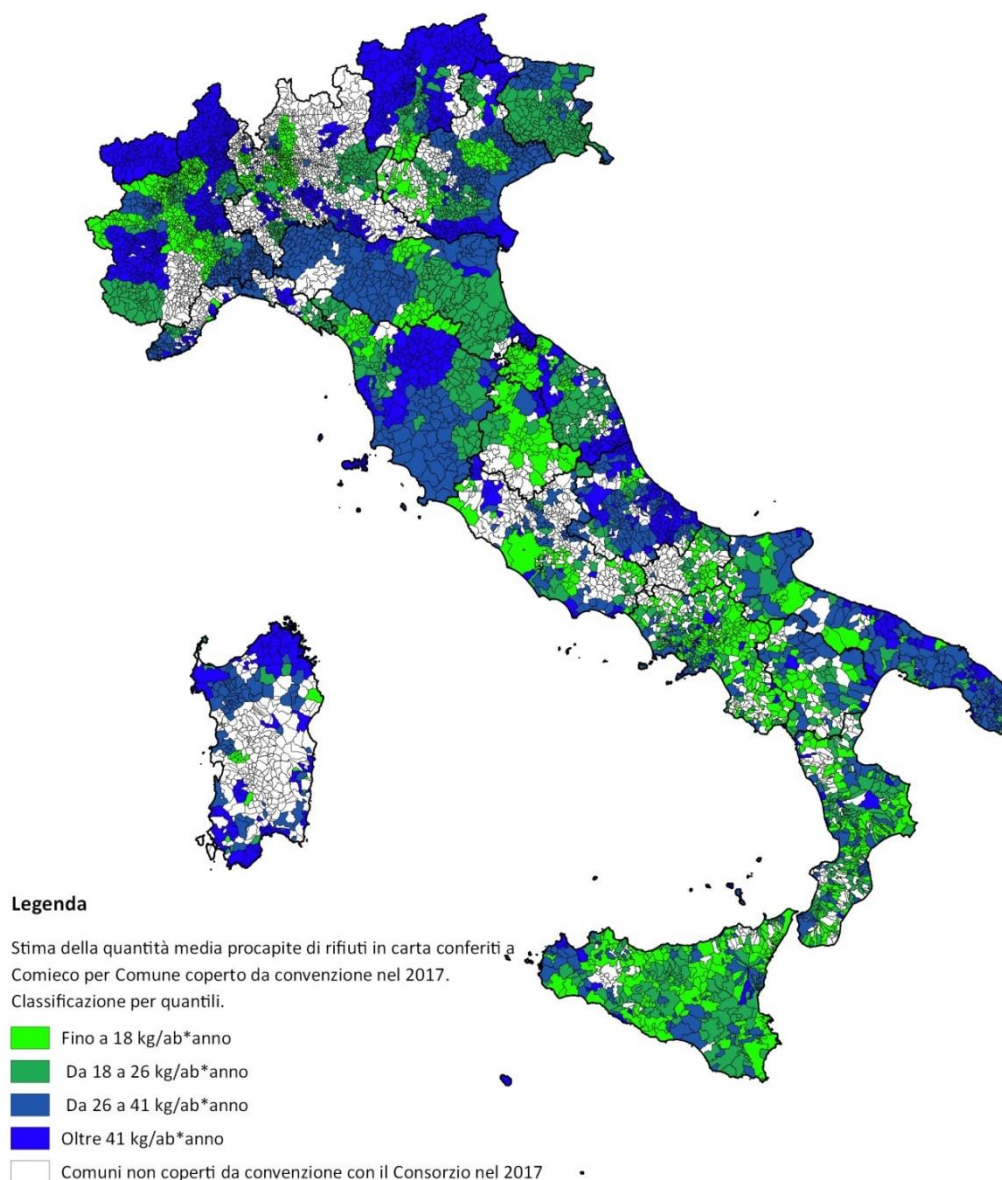 Legenda
Stima della quantità media procapite di rifiuti in carta conferiti a
Comieco per Comune coperto da convenzione nel 2017.
Classificazione per quantili.
Fino a 18 kg/ab*anno
Da 18 a 26 kg/ab*anno
Da 26 a 41 kg/ab*anno
Oltre 41 kg/ab*anno
Comuni non coperti da convenzione con il Consorzio nel 2017